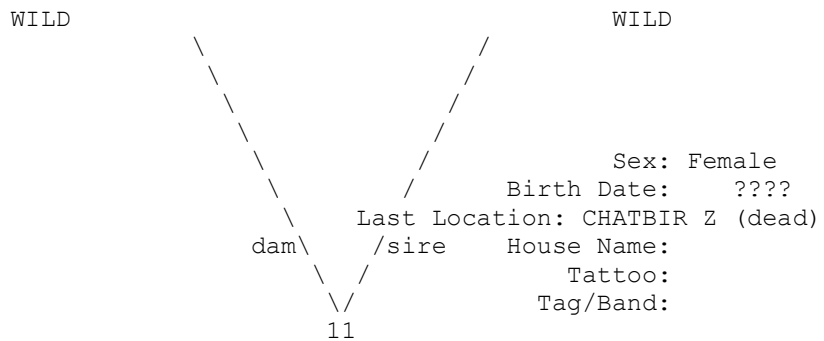 WILD WILD
\ /
\ /
\ /
\ /
\ / Sex: Female
\ / Birth Date: ????
\ Last Location: CHATBIR Z (dead)
dam\ /sire House Name:
\ / Tattoo:
\/ Tag/Band:
11